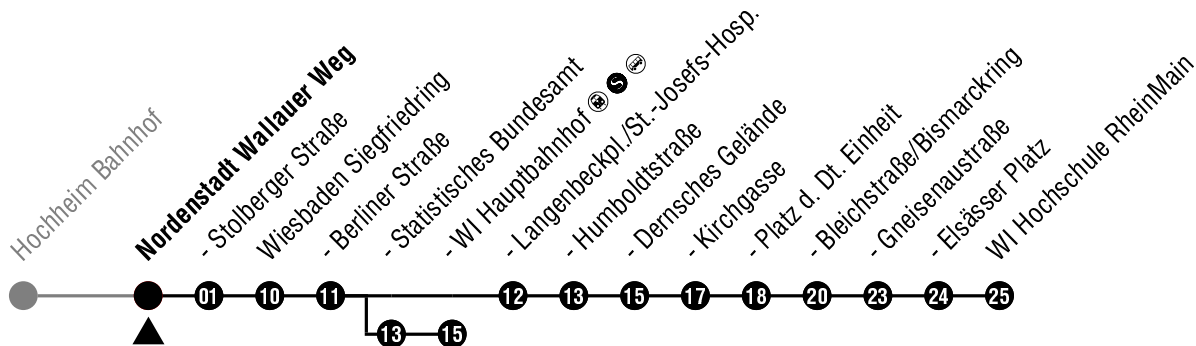 Hochheim Bahnhof
Nordenstadt Wallauer Weg
- Stolberger Straße
Wiesbaden Siegfriedring
- Berliner Straße
- Statistisches Bundesamt
- WI Hauptbahnhof S
- Langenbeckpl./St.-Josefs-Hosp.
- Humboldtstraße
- Dernsches Gelände
- Kirchgasse
- Platz d. Dt. Einheit
- Bleichstraße/Bismarckring
- Gneisenaustraße
- Elsässer Platz
WI Hochschule RheinMain
01 10 11 12 13 15 17 18 20 23 24 25
13 15